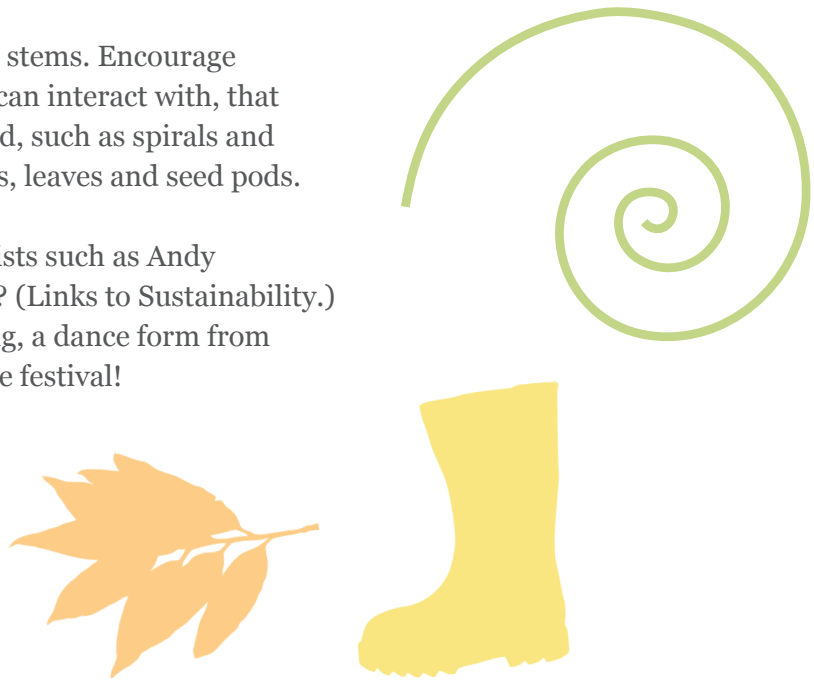 stems. Encourage
can interact with, that
d, such as spirals and
s, leaves and seed pods.
ists such as Andy
? (Links to Sustainability.)
g, a dance form from
e festival!